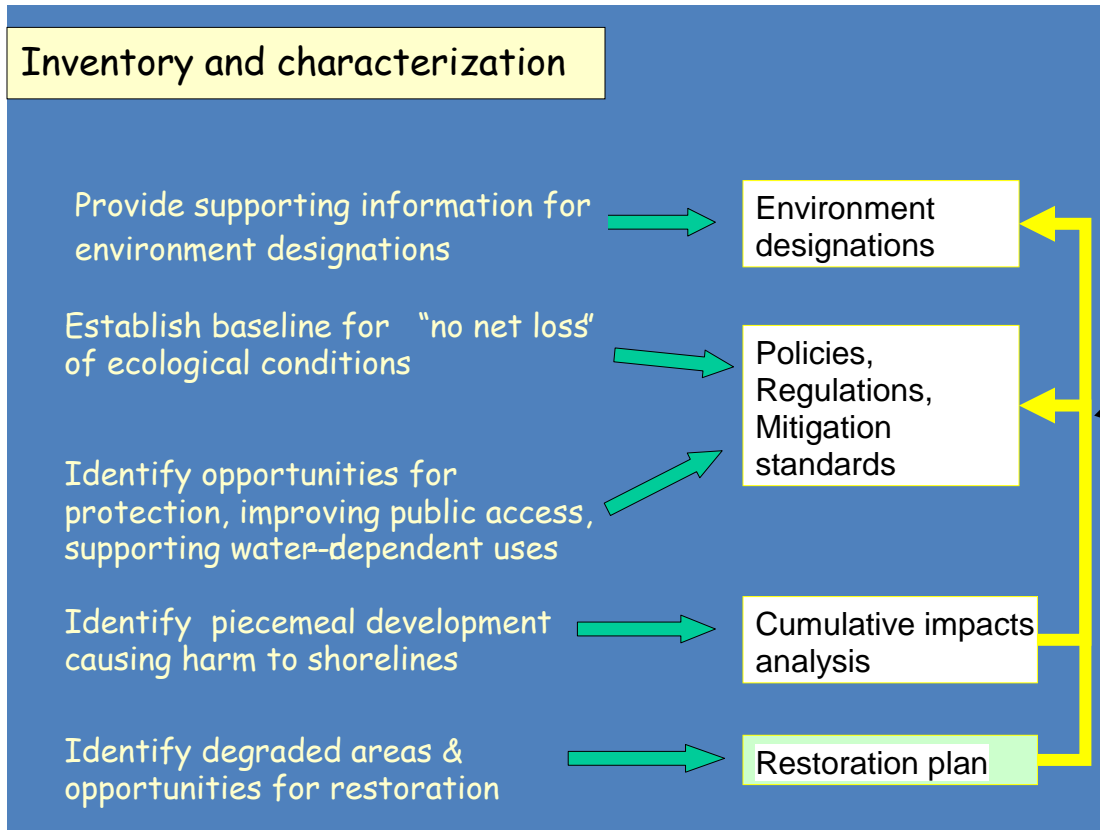 Inventory and characterization
Provide supporting information for
environment designations
Environment
designations
Establish baseline for “no net loss”
of ecological conditions
Policies,
Regulations,
Mitigation
standards
Identify opportunities for
protection, improving public access,
supporting water-dependent uses
Identify piecemeal development
causing harm to shorelines
Cumulative impacts
analysis
Identify degraded areas &
opportunities for restoration
Restoration plan